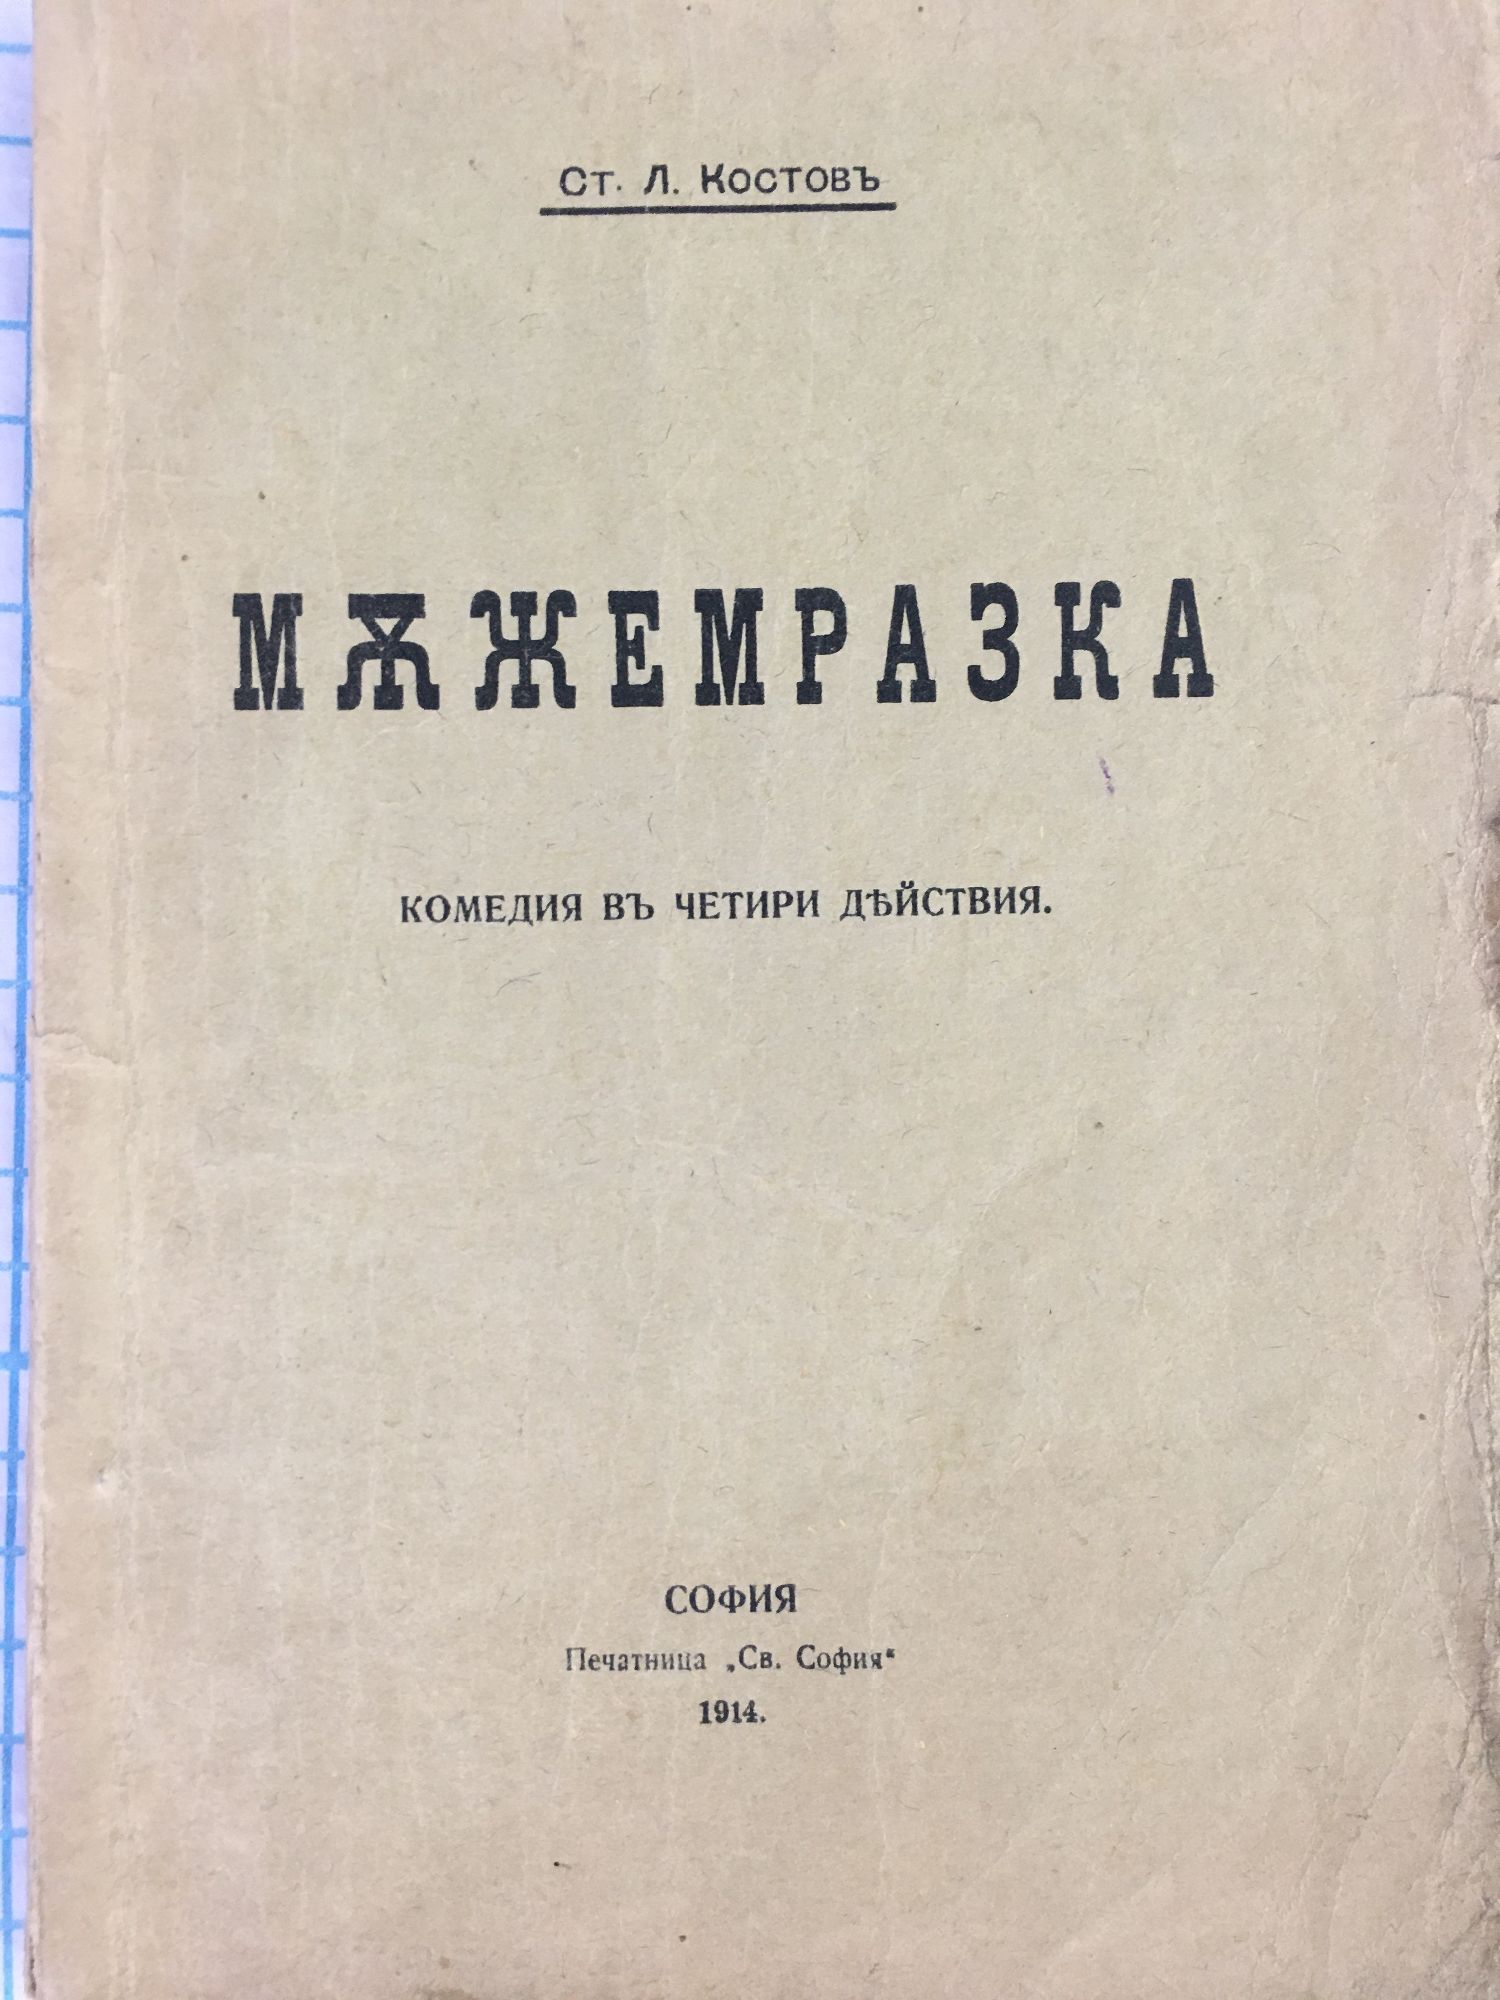 Ст. Л. Костовъ
МѪЖЕМРАЗКА
КОМЕДИЯ ВЪ ЧЕТИРИ ДѢЙСТВИЯ.
СОФИЯ
Печатница „Св. София“
1914.